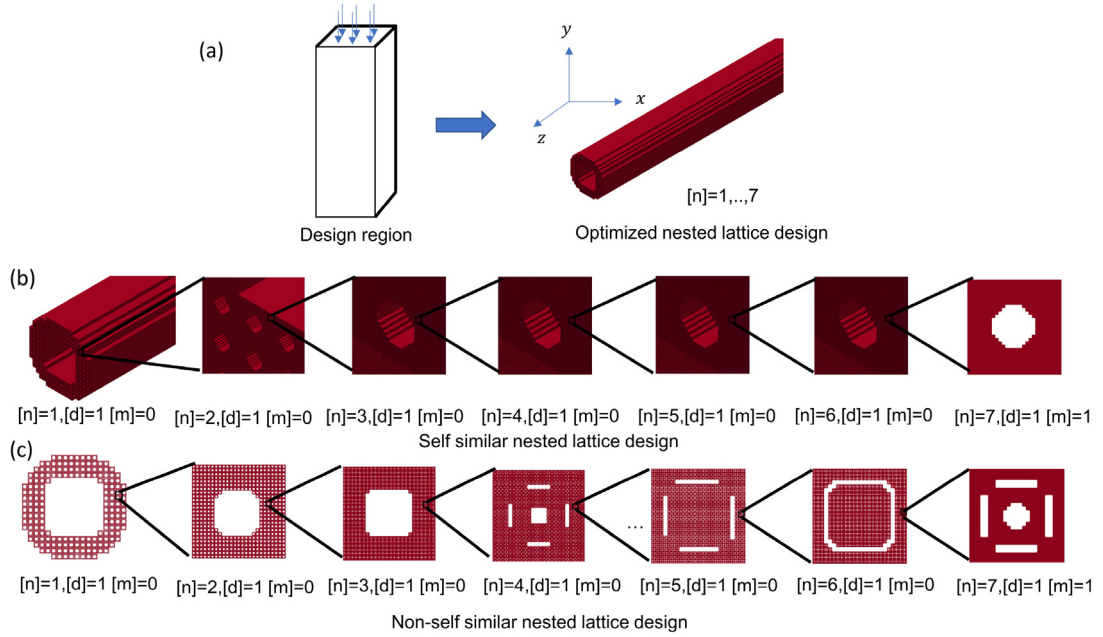 (a)
y
x
z
[n]=1,..,7
Design region
Optimized nested lattice design
(b)
[n]=1,[d]=1 [m]=0
[n]=2,[d]=1 [m]=0
[n]=3,[d]=1 [m]=0
[n]=4,[d]=1 [m]=0
[n]=5,[d]=1 [m]=0
[n]=6,[d]=1 [m]=0
[n]=7,[d]=1 [m]=1
Self similar nested lattice design
(c)
...
[n]=1,[d]=1 [m]=0
[n]=2,[d]=1 [m]=0
[n]=3,[d]=1 [m]=0
[n]=4,[d]=1 [m]=0
[n]=5,[d]=1 [m]=0
[n]=6,[d]=1 [m]=0
[n]=7,[d]=1 [m]=1
Non-self similar nested lattice design